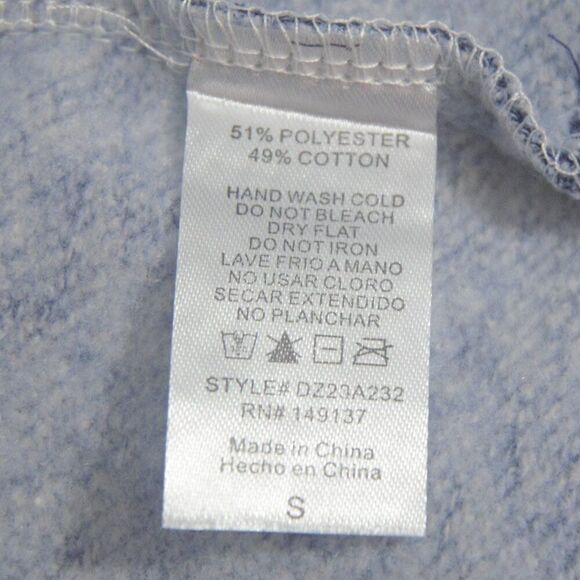 51% POLYESTER
49% COTTON
HAND WASH COLD
DO NOT BLEACH
DRY FLAT
DO NOT IRON
LAVE FRIO A MANO
NO USAR CLORO
SECAR EXTENDIDO
NO PLANCHAR
STYLE# DZ23A232
RN# 149137
Made in China
Hecho en China
S